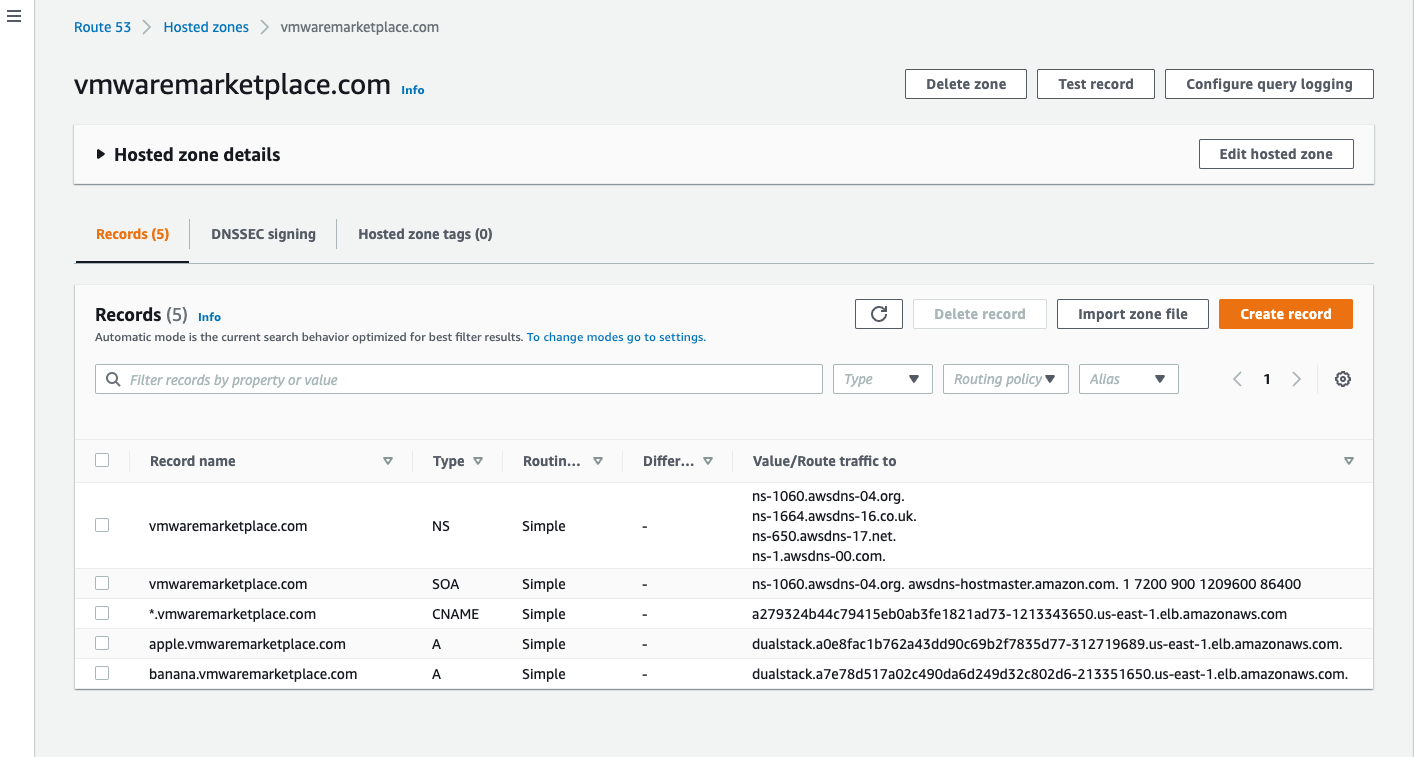 Route 53 Hosted zones vmwaremarketplace.com
vmwaremarketplace.com Info
Delete zone Test record Configure query logging
Hosted zone details Edit hosted zone
Records (5) DNSSEC signing Hosted zone tags (0)
Records (5) Info
Delete record Import zone file Create record
Automatic mode is the current search behavior optimized for best filter results. To change modes go to settings.
Filter records by property or value Type Routing policy Alias 1
Record name Type Routin... Differ... Value/Route traffic to
ns-1060.awsdns-04.org.
ns-1664.awsdns-16.co.uk.
vmwaremarketplace.com NS Simple -
ns-650.awsdns-17.net.
ns-1.awsdns-00.com.
vmwaremarketplace.com SOA Simple - ns-1060.awsdns-04.org. awsdns-hostmaster.amazon.com. 1 7200 900 1209600 86400
*.vmwaremarketplace.com CNAME Simple - a279324b44c79415eb0ab3fe1821ad73-1213343650.us-east-1.elb.amazonaws.com
apple.vmwaremarketplace.com A Simple - dualstack.a0e8fac1b762a43dd90c69b2f7835d77-312719689.us-east-1.elb.amazonaws.com.
banana.vmwaremarketplace.com A Simple - dualstack.a7e78d517a02c490da6d249d32c802d6-213351650.us-east-1.elb.amazonaws.com.